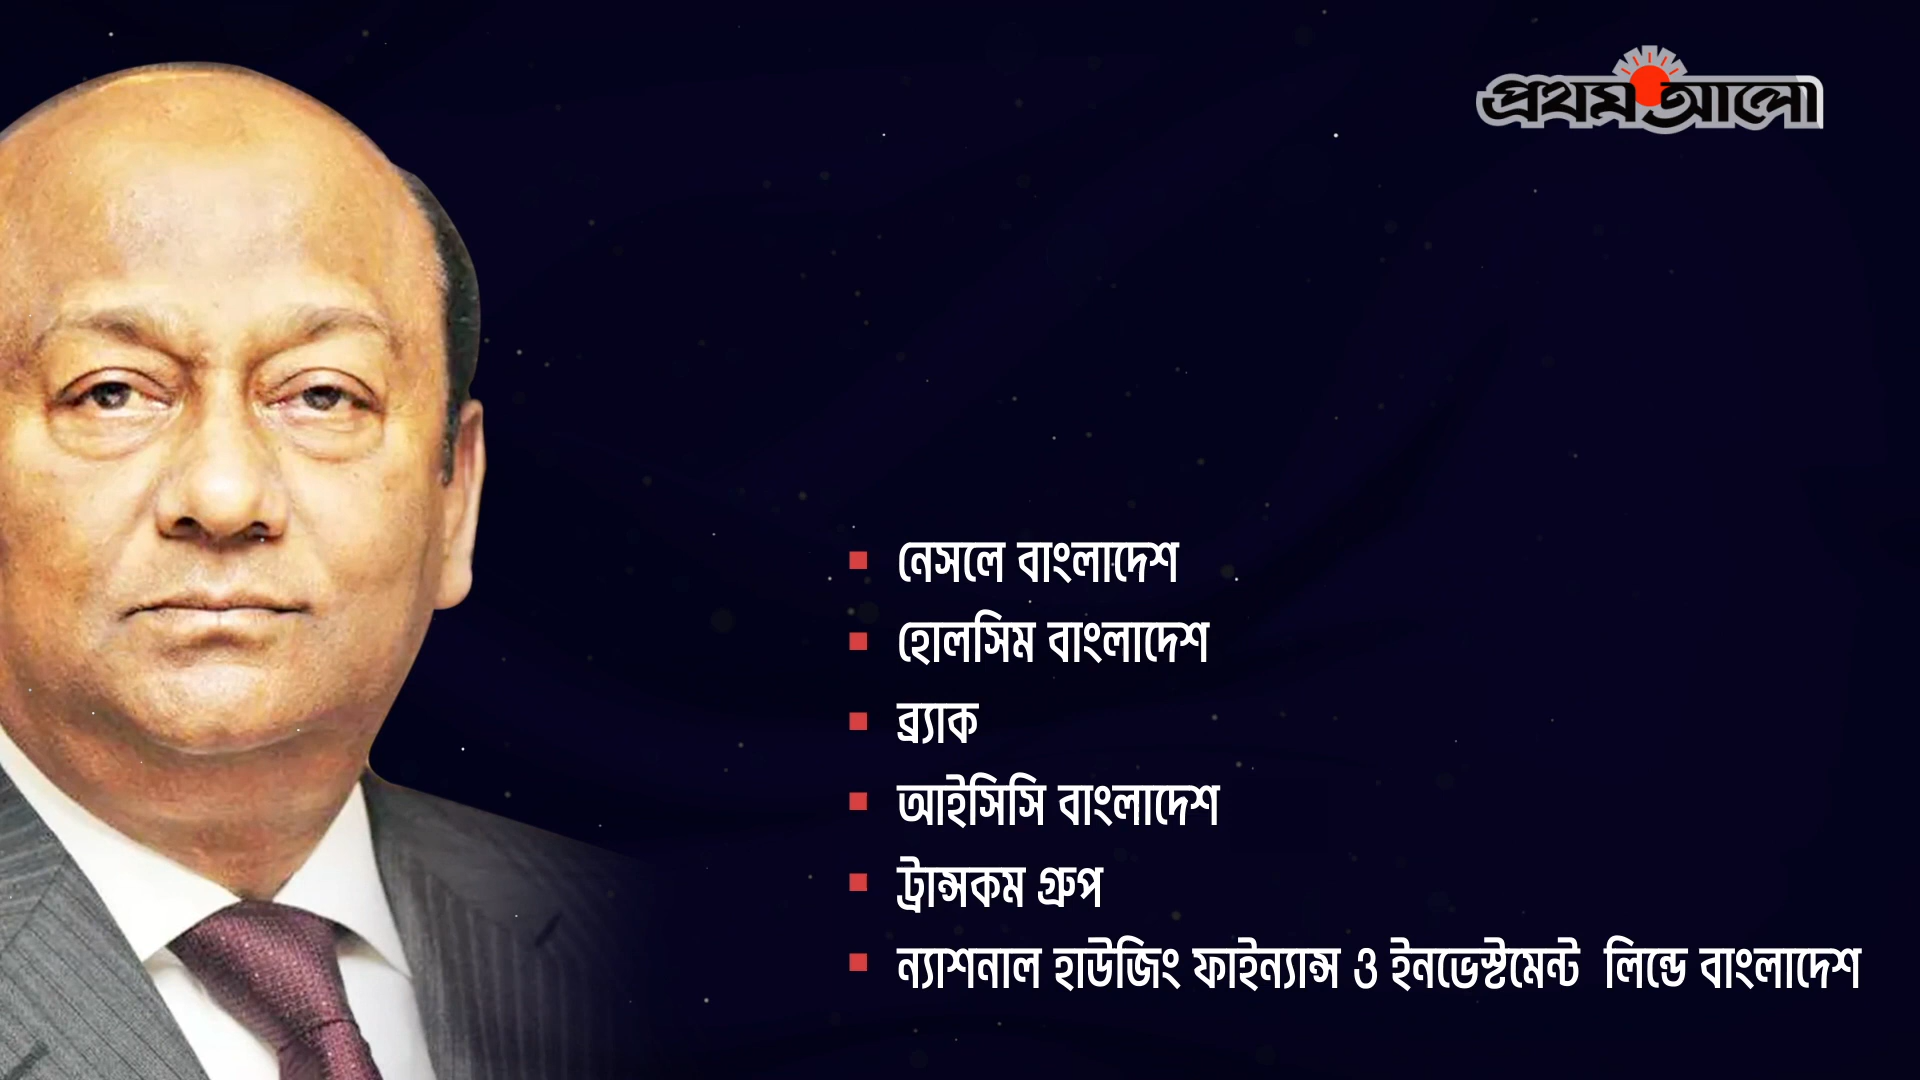 প্রথম আলো
নেসলে বাংলাদেশ
হোলসিম বাংলাদেশ
ব্র্যাক
আইসিসি বাংলাদেশ
ট্রান্সকম গ্রুপ
ন্যাশনাল হাউজিং ফাইন্যান্স ও ইনভেস্টমেন্ট লিন্ডে বাংলাদেশ